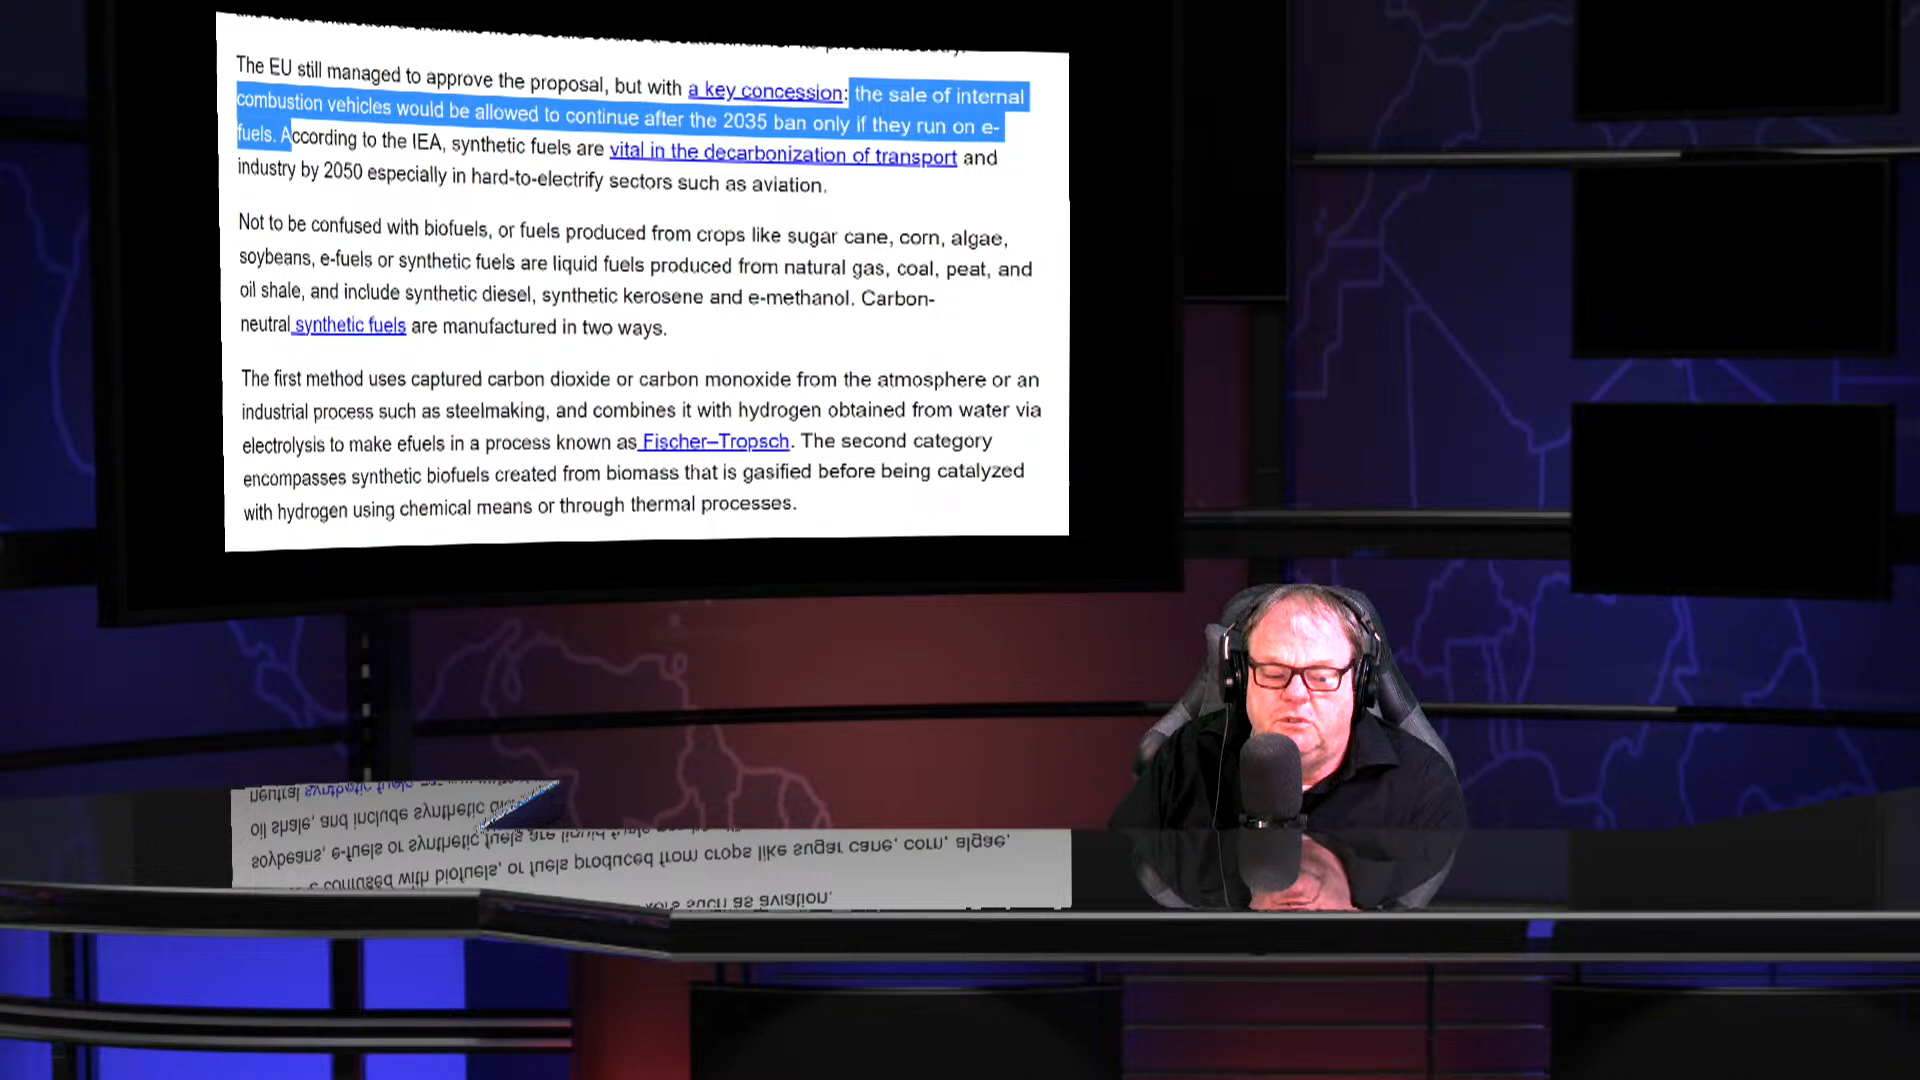 The EU still managed to approve the proposal, but with a key concession: the sale of internal
combustion vehicles would be allowed to continue after the 2035 ban only if they run on e-
fuels. According to the IEA, synthetic fuels are vital in the decarbonization of transport and
industry by 2050 especially in hard-to-electrify sectors such as aviation.
Not to be confused with biofuels, or fuels produced from crops like sugar cane, corn, algae,
soybeans, e-fuels or synthetic fuels are liquid fuels produced from natural gas, coal, peat, and
oil shale, and include synthetic diesel, synthetic kerosene and e-methanol. Carbon-
neutral synthetic fuels are manufactured in two ways.
The first method uses captured carbon dioxide or carbon monoxide from the atmosphere or an
industrial process such as steelmaking, and combines it with hydrogen obtained from water via
electrolysis to make efuels in a process known as Fischer–Tropsch. The second category
encompasses synthetic biofuels created from biomass that is gasified before being catalyzed
with hydrogen using chemical means or through thermal processes.